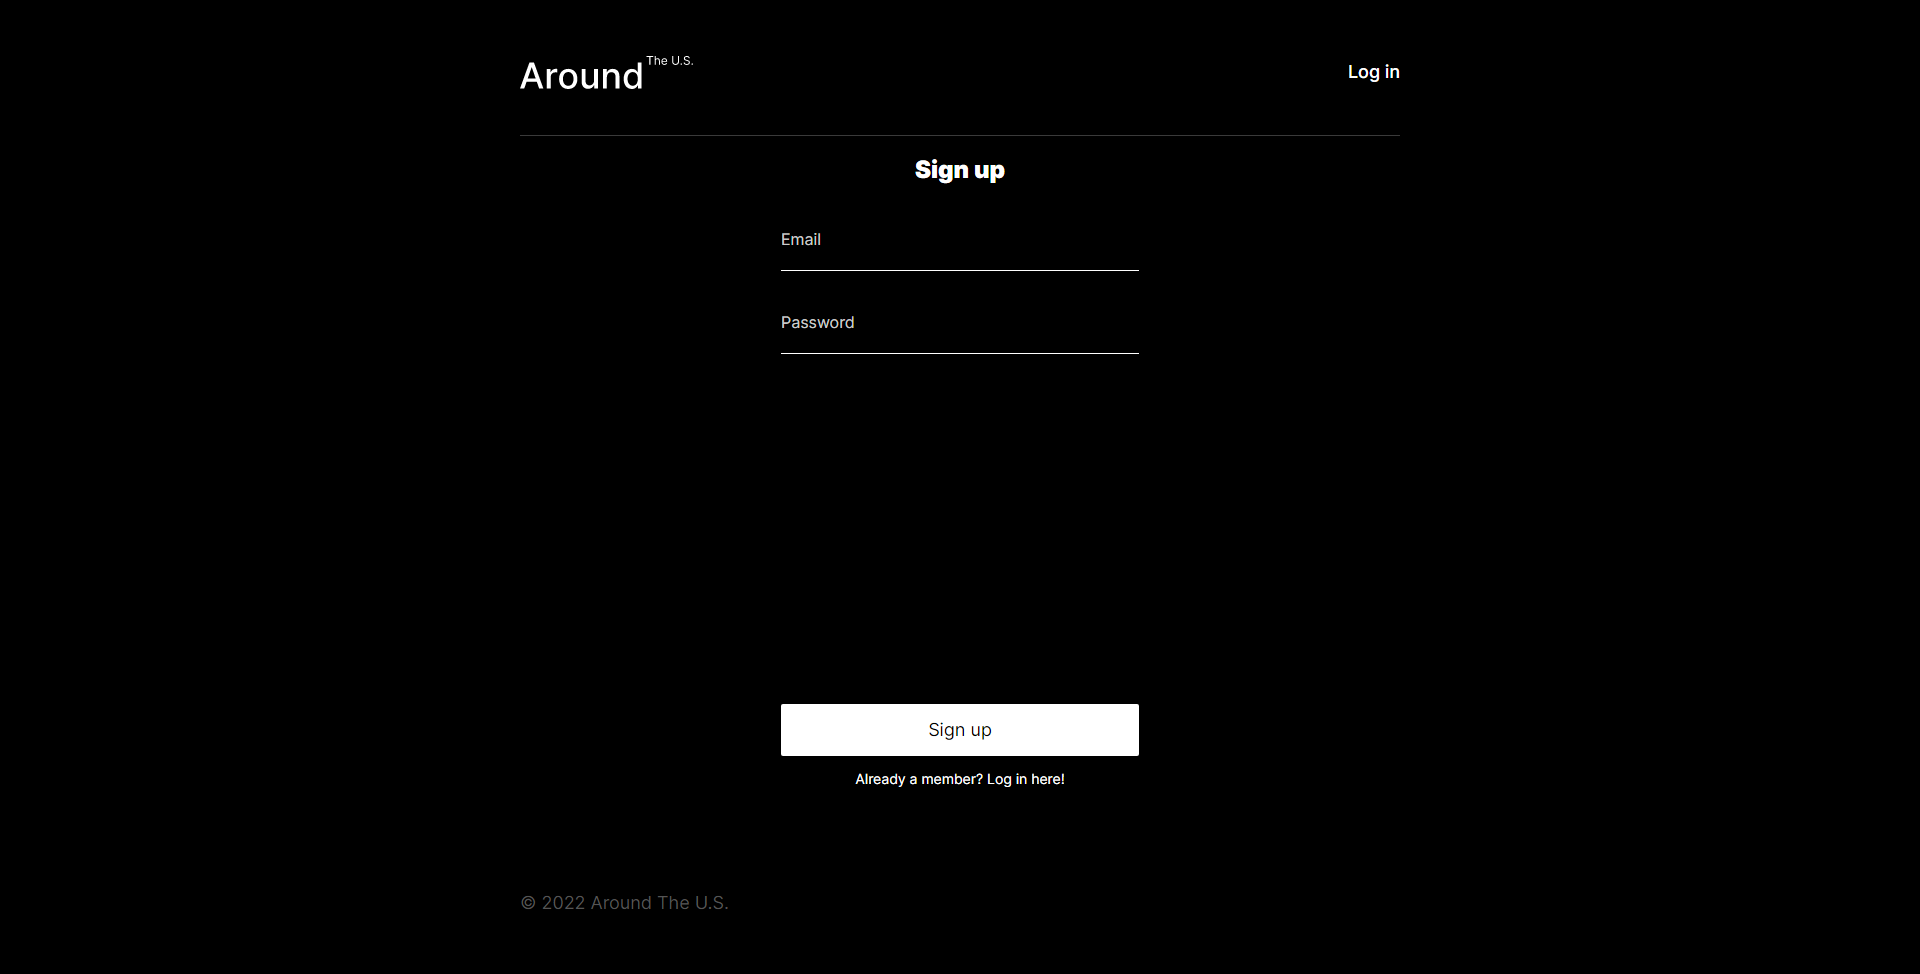 Around The U.S.
Log in
Sign up
Email
Password
Sign up
Already a member? Log in here!
© 2022 Around The U.S.